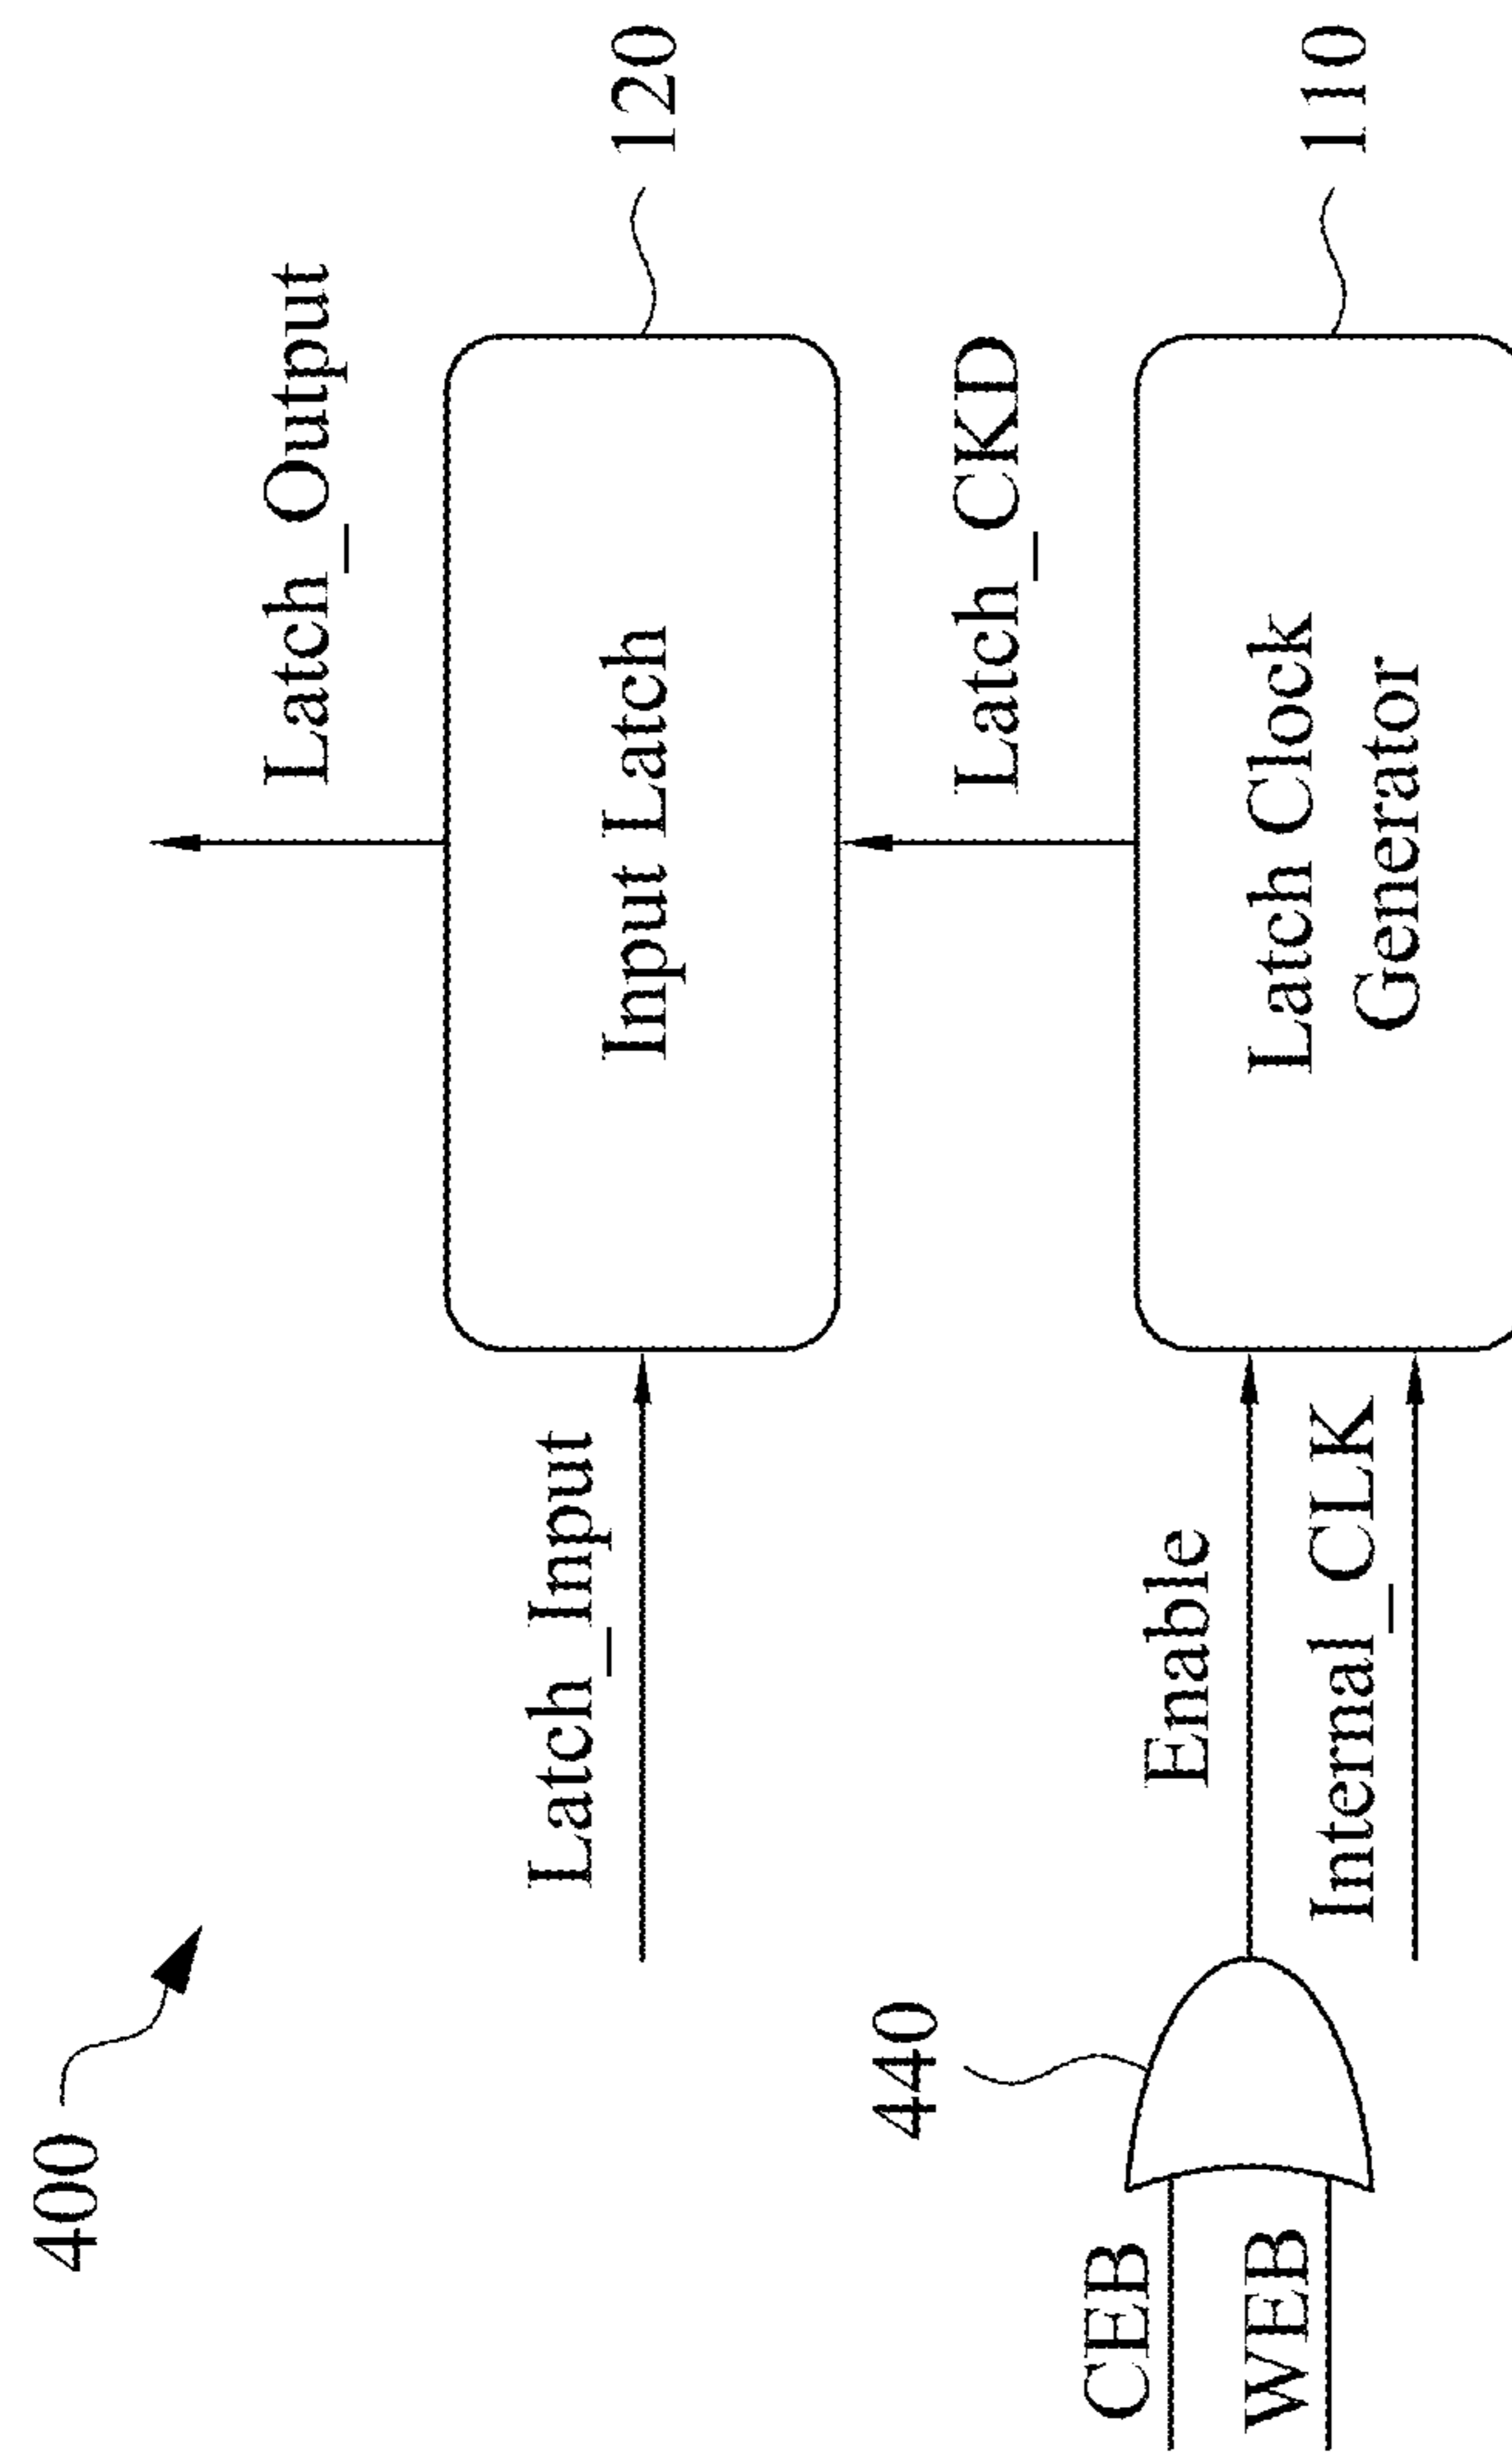 400
Latch_Output
Latch_Input
Input Latch
120
Latch_CKD
440
CEB
WEB
Enable
Internal_CLK
Latch Clock
Generator
110